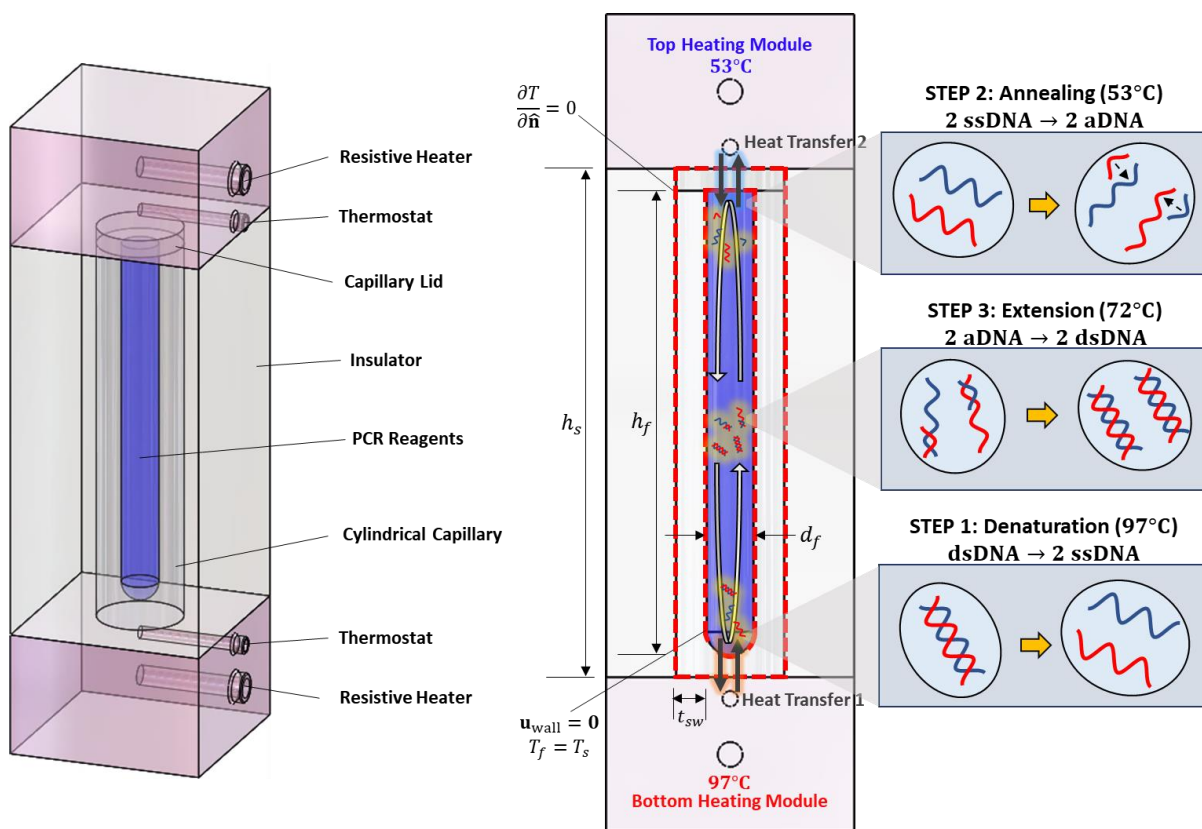 Resistive Heater
Thermostat
Capillary Lid
Insulator
PCR Reagents
Cylindrical Capillary
Thermostat
Resistive Heater
Top Heating Module
53°C
∂T/∂n̂ = 0
Heat Transfer 2
h_s
h_f
d_f
u_wall = 0
T_f = T_s
t_sw
Heat Transfer 1
97°C
Bottom Heating Module
STEP 2: Annealing (53°C)
2 ssDNA → 2 aDNA
STEP 3: Extension (72°C)
2 aDNA → 2 dsDNA
STEP 1: Denaturation (97°C)
dsDNA → 2 ssDNA